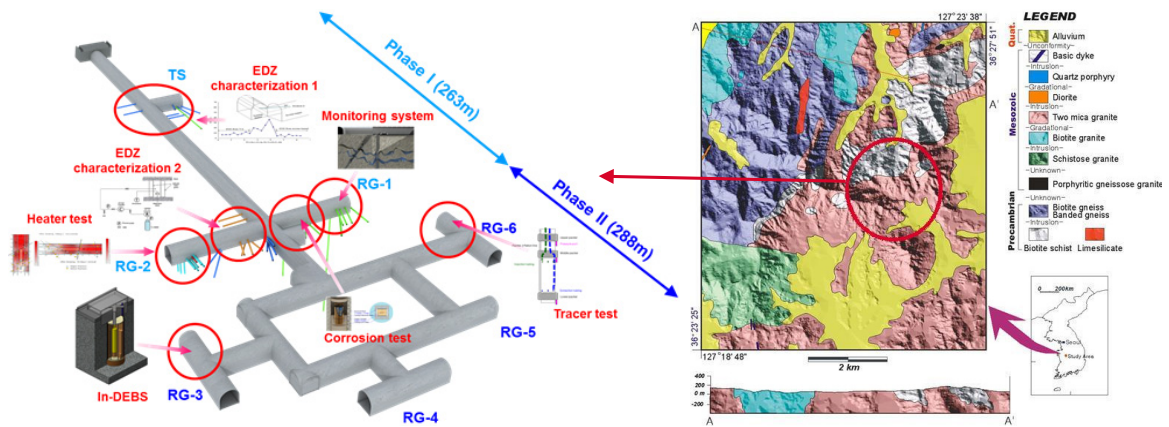 TS
EDZ
characterization 1
Monitoring system
EDZ
characterization 2
Heater test
RG-1
RG-2
RG-6
RG-5
Tracer test
Corrosion test
In-DEBS
RG-3
RG-4
Phase I (263m)
Phase II (288m)
A
127° 23' 38"
36° 27' 51"
A'
36° 23' 25"
127° 18' 48"
2 km
400
200
0 m
-200
A
A'
LEGEND
Quat.
Alluvium
Unconformity
Mesozoic
Basic dyke
Intrusion
Quartz porphyry
Gradational
Diorite
Intrusion
Two mica granite
Gradational
Biotite granite
Intrusion
Schistose granite
Unknown
Porphyritic gneissose granite
Unknown
Precambrian
Biotite gneiss
Banded gneiss
Intrusion
Biotite schist
Limesilicate
0 200Km
Seoul
Study Area